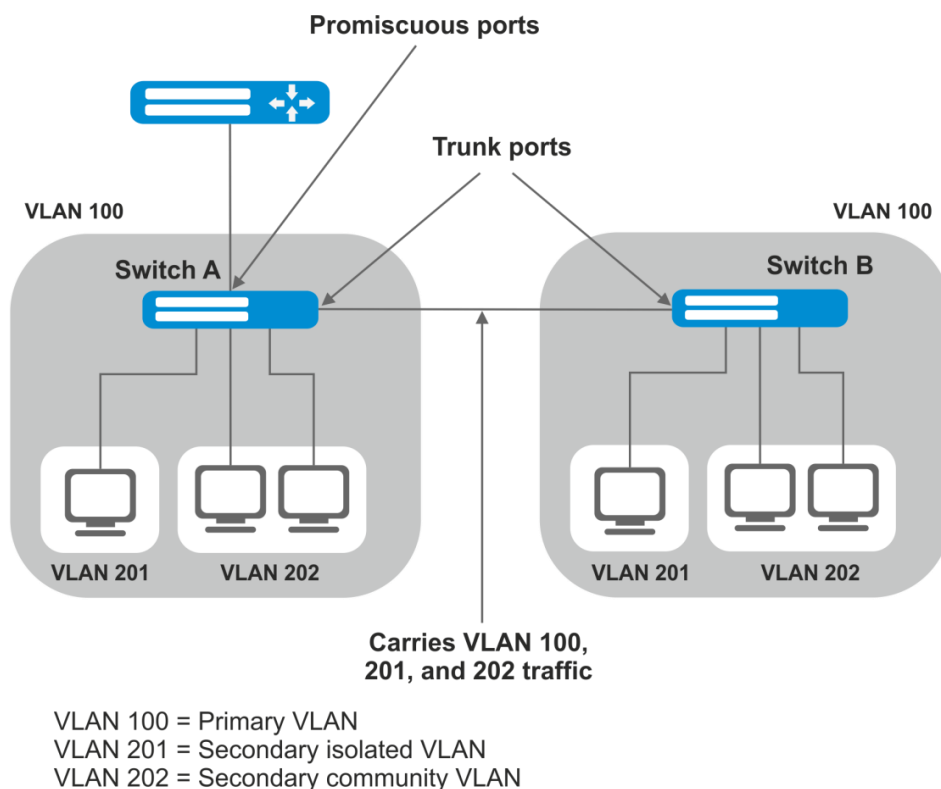 Promiscuous ports
Trunk ports
VLAN 100
VLAN 100
Switch A
Switch B
VLAN 201
VLAN 202
VLAN 201
VLAN 202
Carries VLAN 100,
201, and 202 traffic
VLAN 100 = Primary VLAN
VLAN 201 = Secondary isolated VLAN
VLAN 202 = Secondary community VLAN